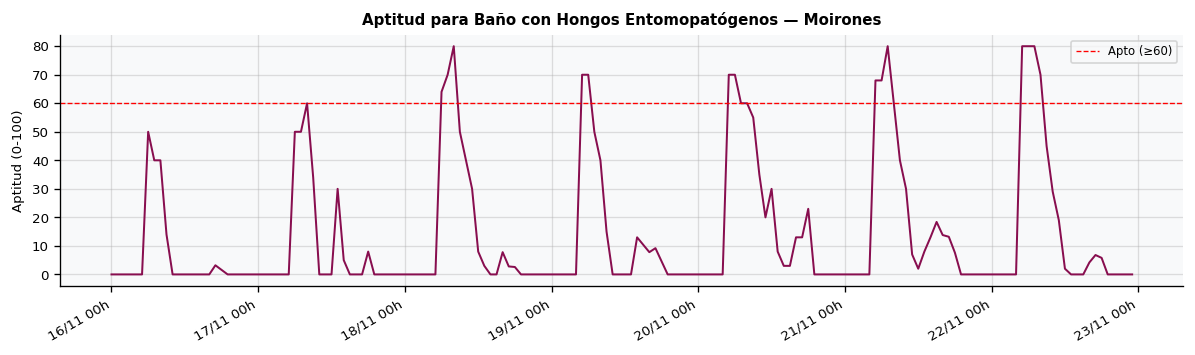 Aptitud para Baño con Hongos Entomopatógenos — Moirones
Aptitud (0-100)
80
70
60
50
40
30
20
10
0
Apto (≥60)
16/11 00h
17/11 00h
18/11 00h
19/11 00h
20/11 00h
21/11 00h
22/11 00h
23/11 00h